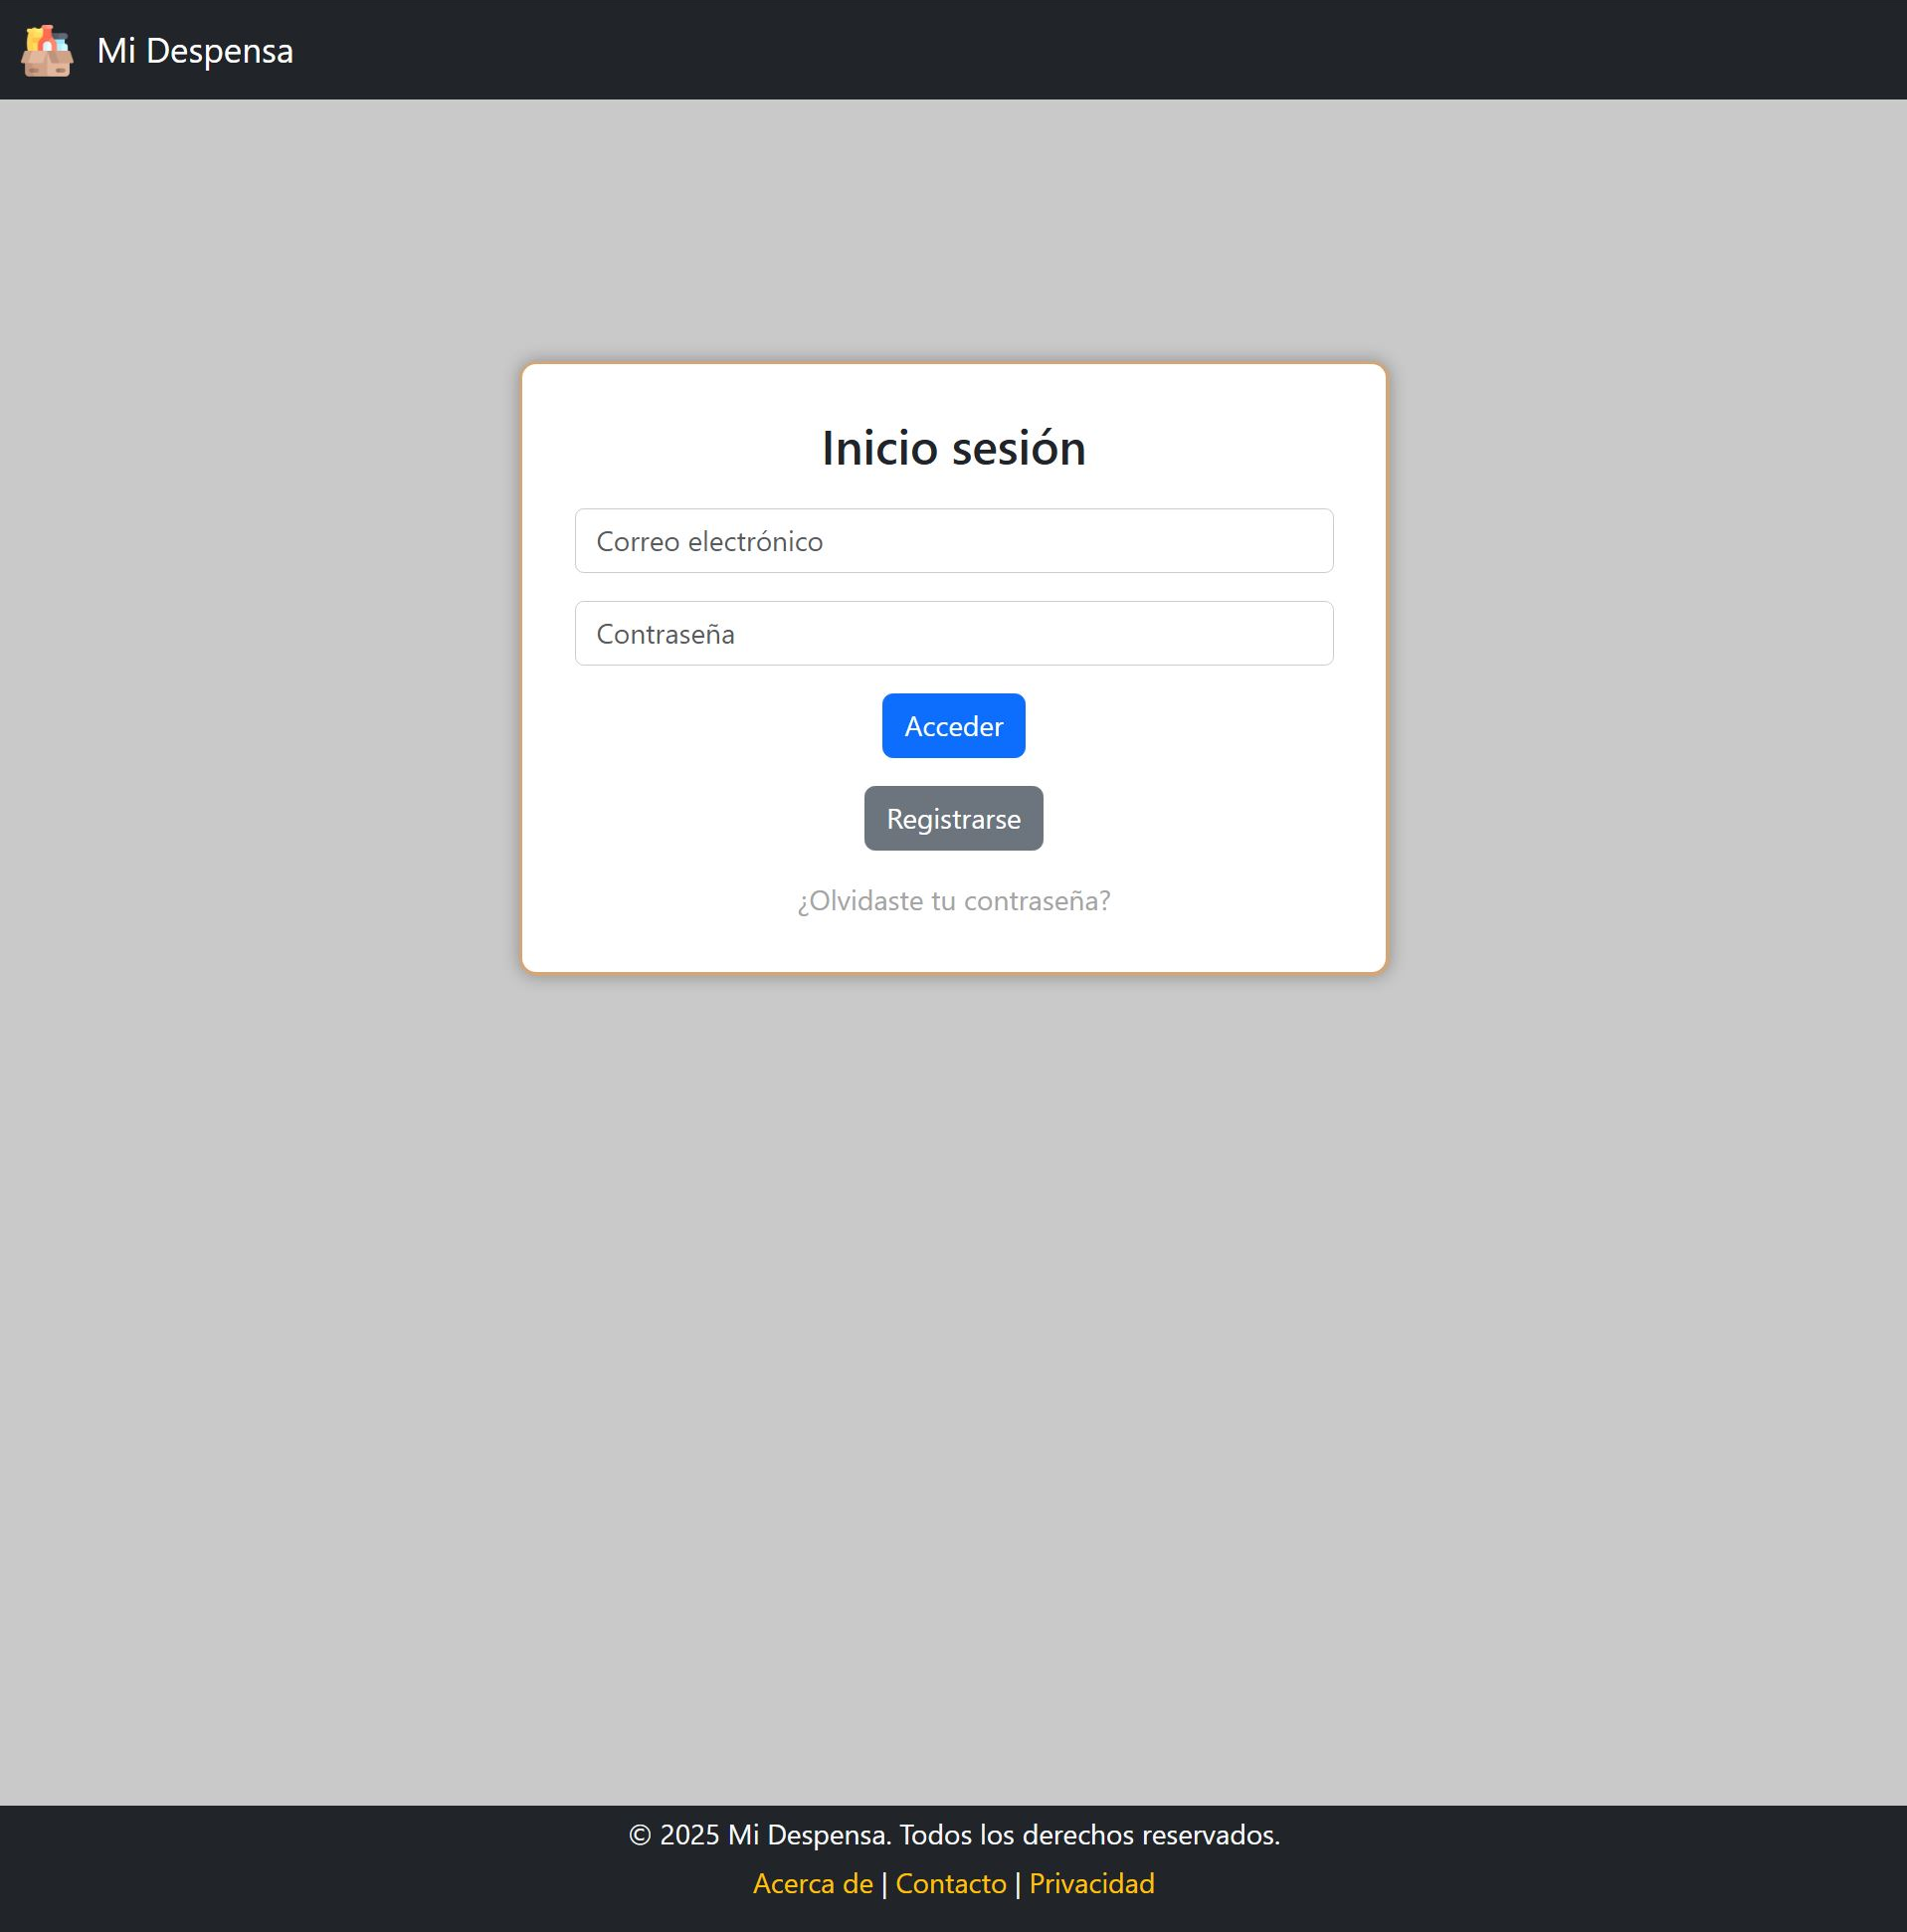 Mi Despensa
Inicio sesión
Correo electrónico
Contraseña
Acceder
Registrarse
¿Olvidaste tu contraseña?
© 2025 Mi Despensa. Todos los derechos reservados.
Acerca de | Contacto | Privacidad